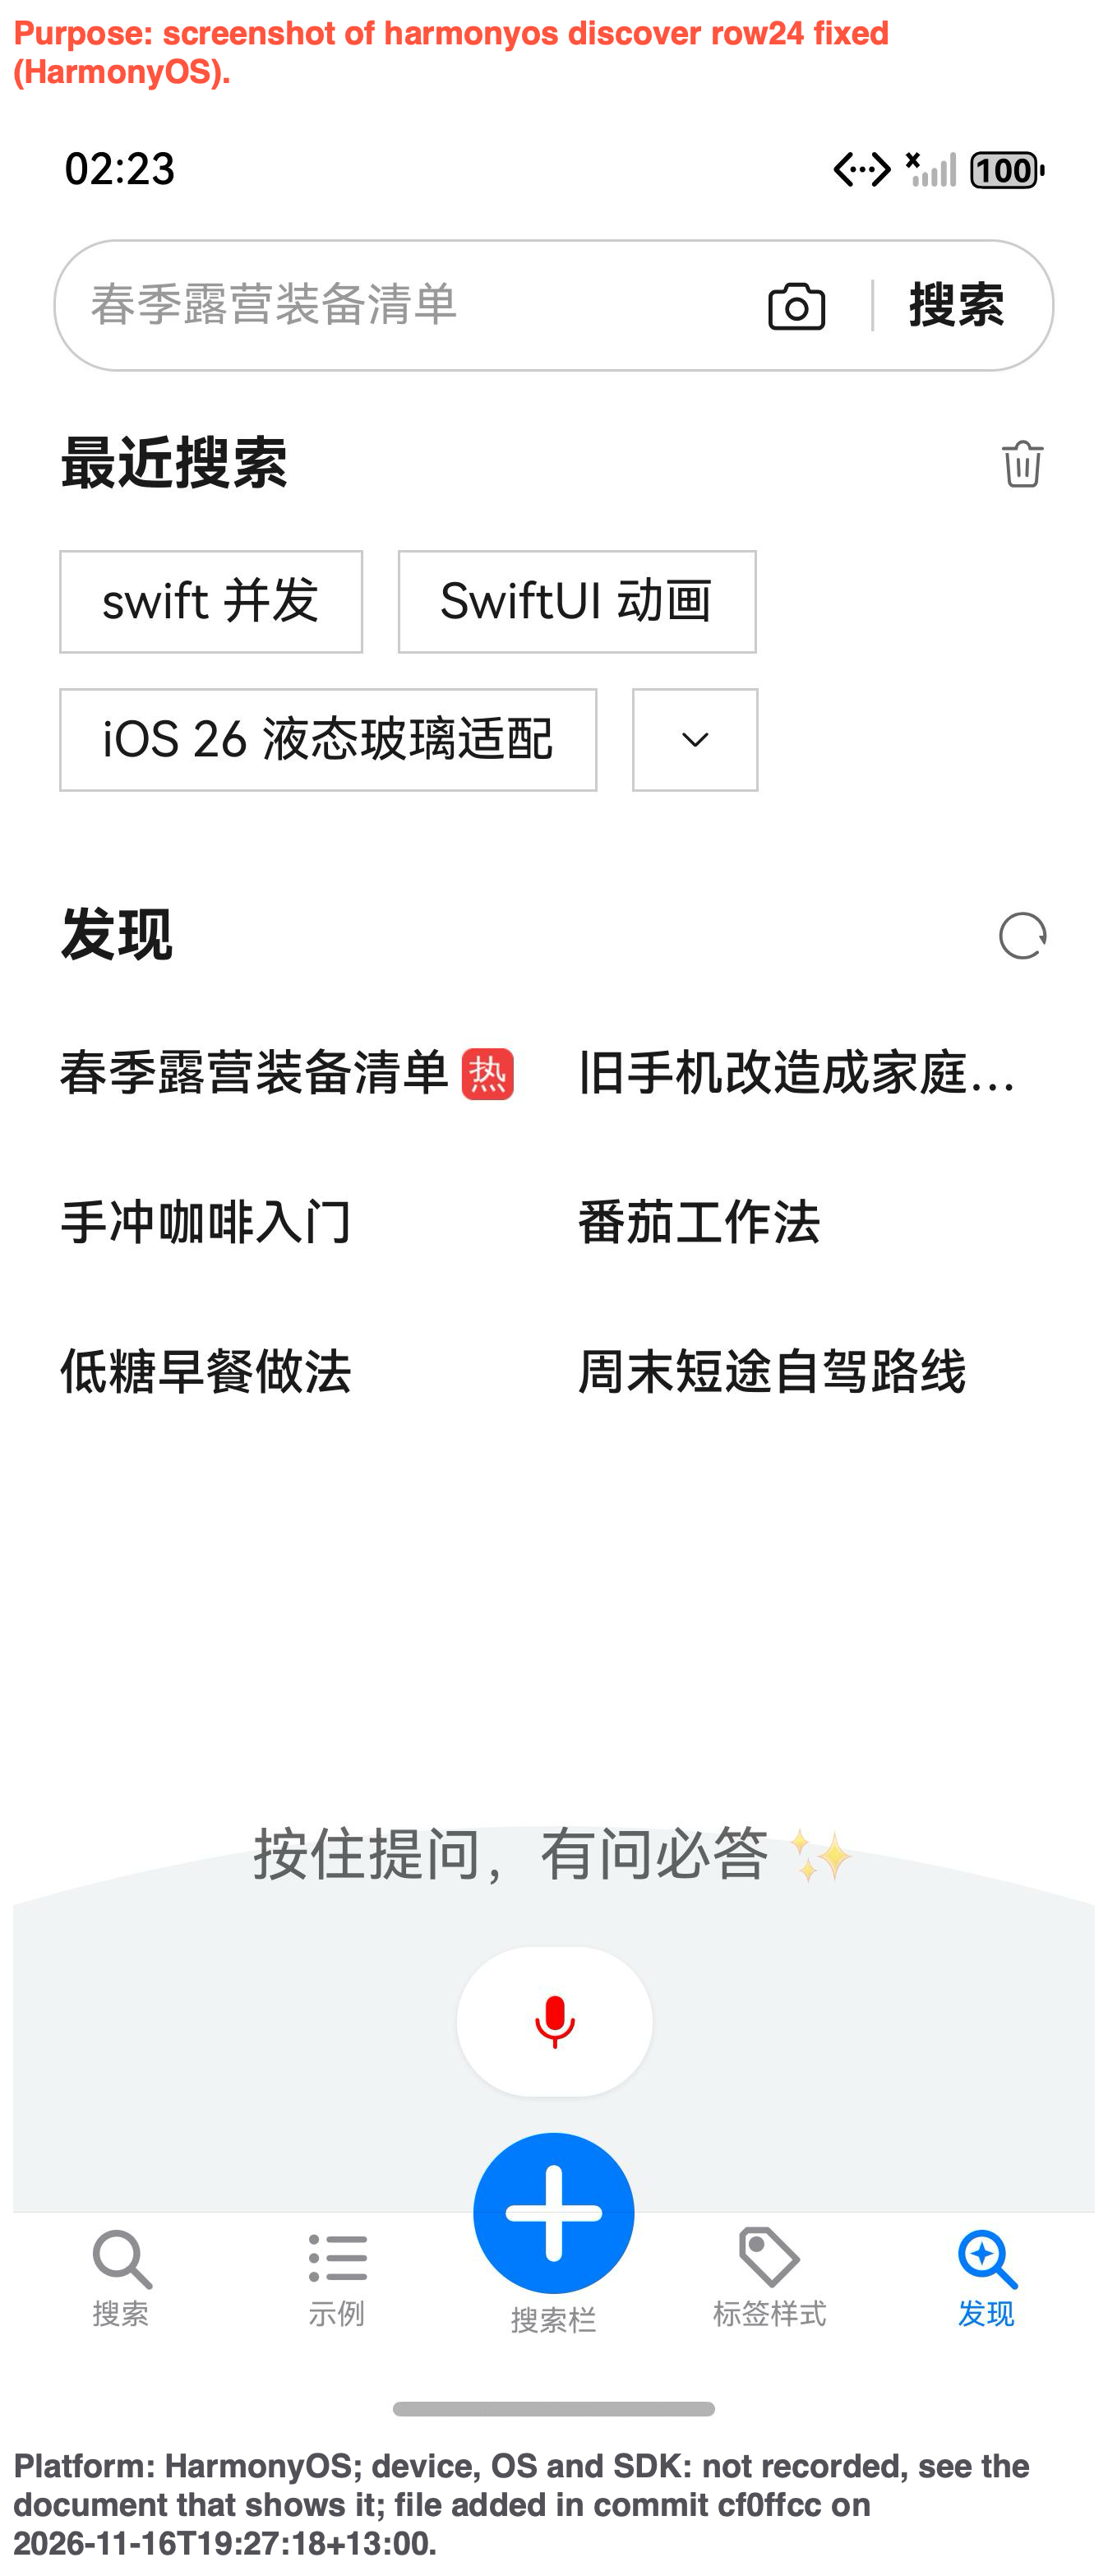 Purpose: screenshot of harmonyos discover row24 fixed
(HarmonyOS).
02:23
100
春季露营装备清单
搜索
最近搜索
swift 并发
SwiftUI 动画
iOS 26 液态玻璃适配
发现
春季露营装备清单 热
旧手机改造成家庭...
手冲咖啡入门
番茄工作法
低糖早餐做法
周末短途自驾路线
按住提问，有问必答 ✨
搜索
示例
搜索栏
标签样式
发现
Platform: HarmonyOS; device, OS and SDK: not recorded, see the
document that shows it; file added in commit cf0ffcc on
2026-11-16T19:27:18+13:00.